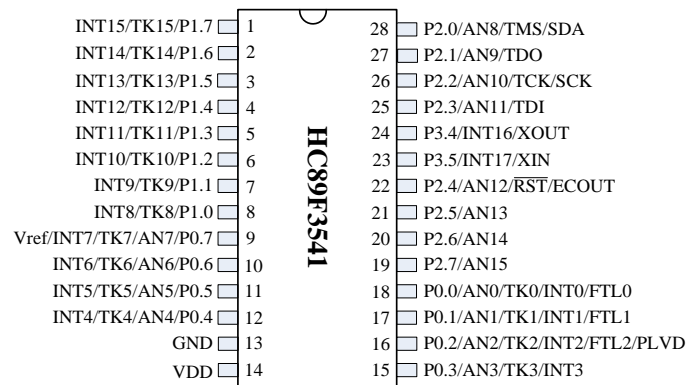 INT15/TK15/P1.7 1 28 P2.0/AN8/TMS/SDA
INT14/TK14/P1.6 2 27 P2.1/AN9/TDO
INT13/TK13/P1.5 3 26 P2.2/AN10/TCK/SCK
INT12/TK12/P1.4 4 25 P2.3/AN11/TDI
INT11/TK11/P1.3 5 24 P3.4/INT16/XOUT
INT10/TK10/P1.2 6 23 P3.5/INT17/XIN
INT9/TK9/P1.1 7 22 P2.4/AN12/RST/ECOUT
INT8/TK8/P1.0 8 21 P2.5/AN13
Vref/INT7/TK7/AN7/P0.7 9 20 P2.6/AN14
INT6/TK6/AN6/P0.6 10 19 P2.7/AN15
INT5/TK5/AN5/P0.5 11 18 P0.0/AN0/TK0/INT0/FTL0
INT4/TK4/AN4/P0.4 12 17 P0.1/AN1/TK1/INT1/FTL1
GND 13 16 P0.2/AN2/TK2/INT2/FTL2/PLVD
VDD 14 15 P0.3/AN3/TK3/INT3
HC89F3541